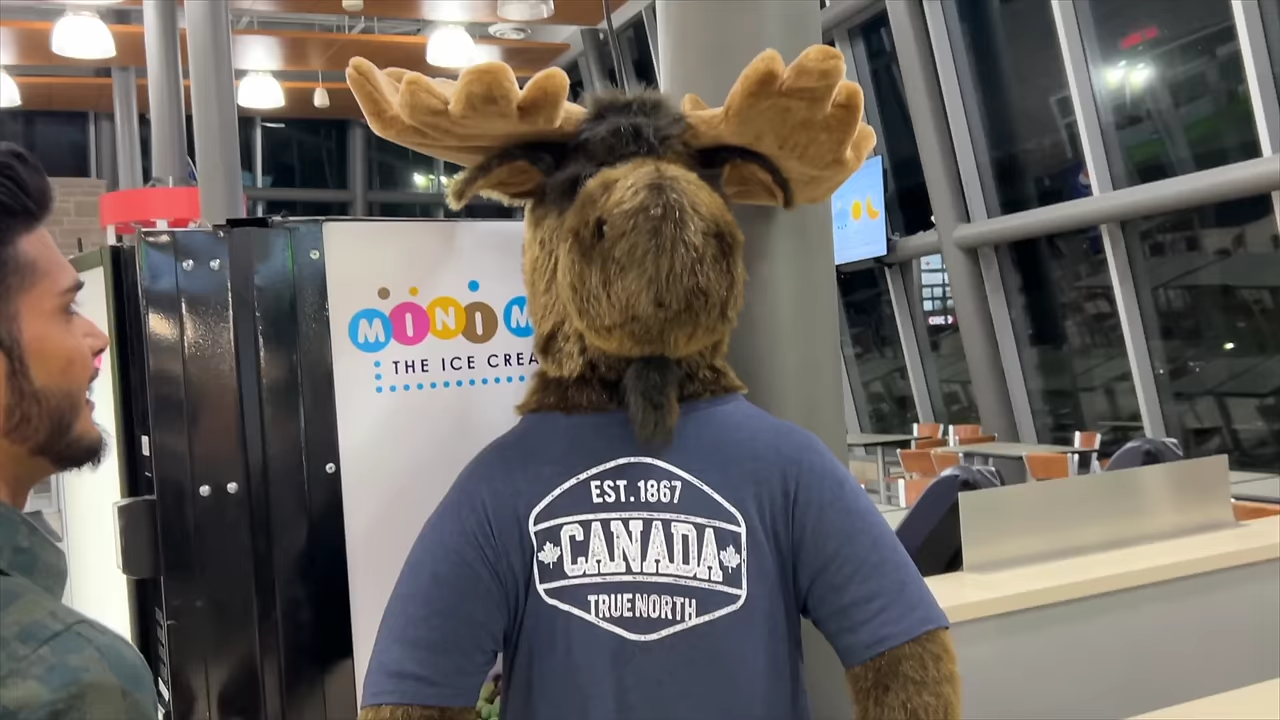 MINI M
THE ICE CREA
EST. 1867
CANADA
TRUE NORTH